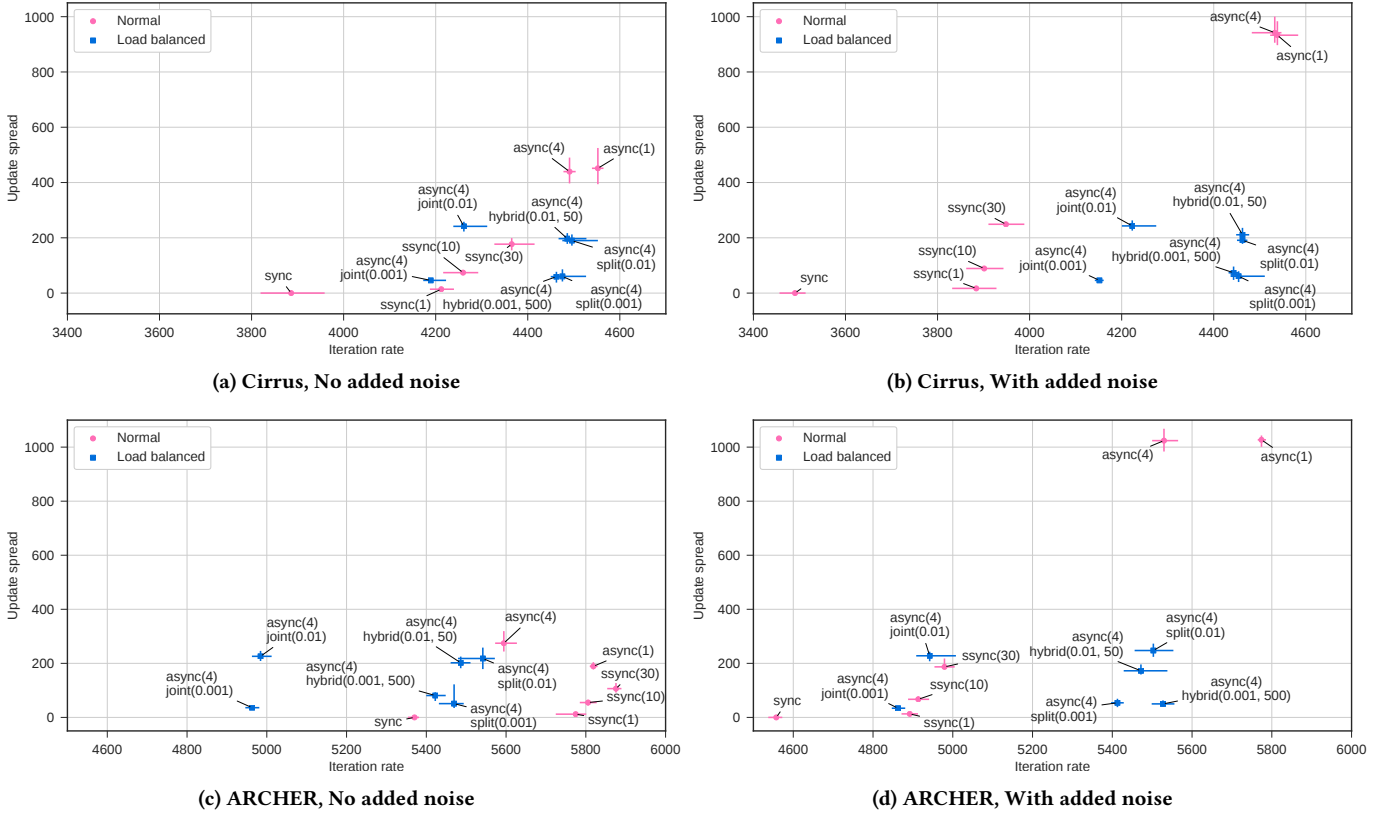 Normal
Load balanced
1000
800
600
400
200
0
Update spread
async(4)
async(1)
async(4)
joint(0.01)
async(4)
hybrid(0.01, 50)
ssync(10)
ssync(30)
async(4)
split(0.01)
sync
async(4)
joint(0.001)
ssync(1)
async(4)
hybrid(0.001, 500)
async(4)
split(0.001)
3400
3600
3800
4000
4200
4400
4600
Iteration rate
(a) Cirrus, No added noise
Normal
Load balanced
1000
800
600
400
200
0
Update spread
async(4)
async(1)
ssync(30)
async(4)
joint(0.01)
async(4)
hybrid(0.01, 50)
ssync(10)
async(4)
joint(0.001)
async(4)
hybrid(0.001, 500)
async(4)
split(0.01)
sync
ssync(1)
async(4)
split(0.001)
3400
3600
3800
4000
4200
4400
4600
Iteration rate
(b) Cirrus, With added noise
Normal
Load balanced
1000
800
600
400
200
0
Update spread
async(4)
joint(0.01)
async(4)
hybrid(0.01, 50)
async(4)
async(1)
async(4)
joint(0.001)
async(4)
hybrid(0.001, 500)
async(4)
split(0.01)
ssync(30)
ssync(10)
sync
async(4)
split(0.001)
ssync(1)
4600
4800
5000
5200
5400
5600
5800
6000
Iteration rate
(c) ARCHER, No added noise
Normal
Load balanced
1000
800
600
400
200
0
Update spread
async(4)
async(1)
async(4)
joint(0.01)
async(4)
split(0.01)
ssync(30)
async(4)
hybrid(0.01, 50)
sync
async(4)
joint(0.001)
ssync(10)
async(4)
hybrid(0.001, 500)
ssync(1)
async(4)
split(0.001)
4600
4800
5000
5200
5400
5600
5800
6000
Iteration rate
(d) ARCHER, With added noise